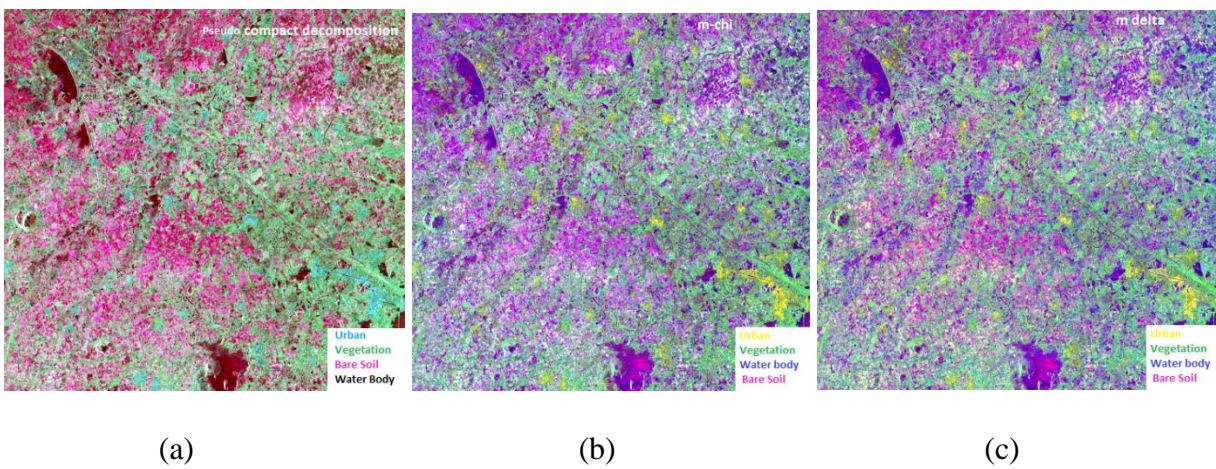 Pseudo compact decomposition
Urban
Vegetation
Bare Soil
Water Body
m-chi
Urban
Vegetation
Water body
Bare Soil
m delta
Urban
Vegetation
Water body
Bare Soil
(a) (b) (c)